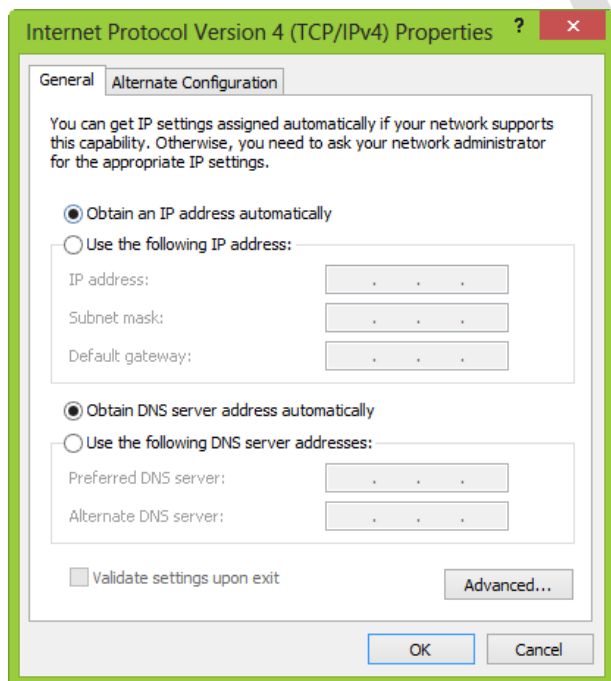 Internet Protocol Version 4 (TCP/IPv4) Properties ? ×
General Alternate Configuration
You can get IP settings assigned automatically if your network supports
this capability. Otherwise, you need to ask your network administrator
for the appropriate IP settings.
Obtain an IP address automatically
Use the following IP address:
IP address: . . .
Subnet mask: . . .
Default gateway: . . .
Obtain DNS server address automatically
Use the following DNS server addresses:
Preferred DNS server: . . .
Alternate DNS server: . . .
Validate settings upon exit
Advanced...
OK Cancel